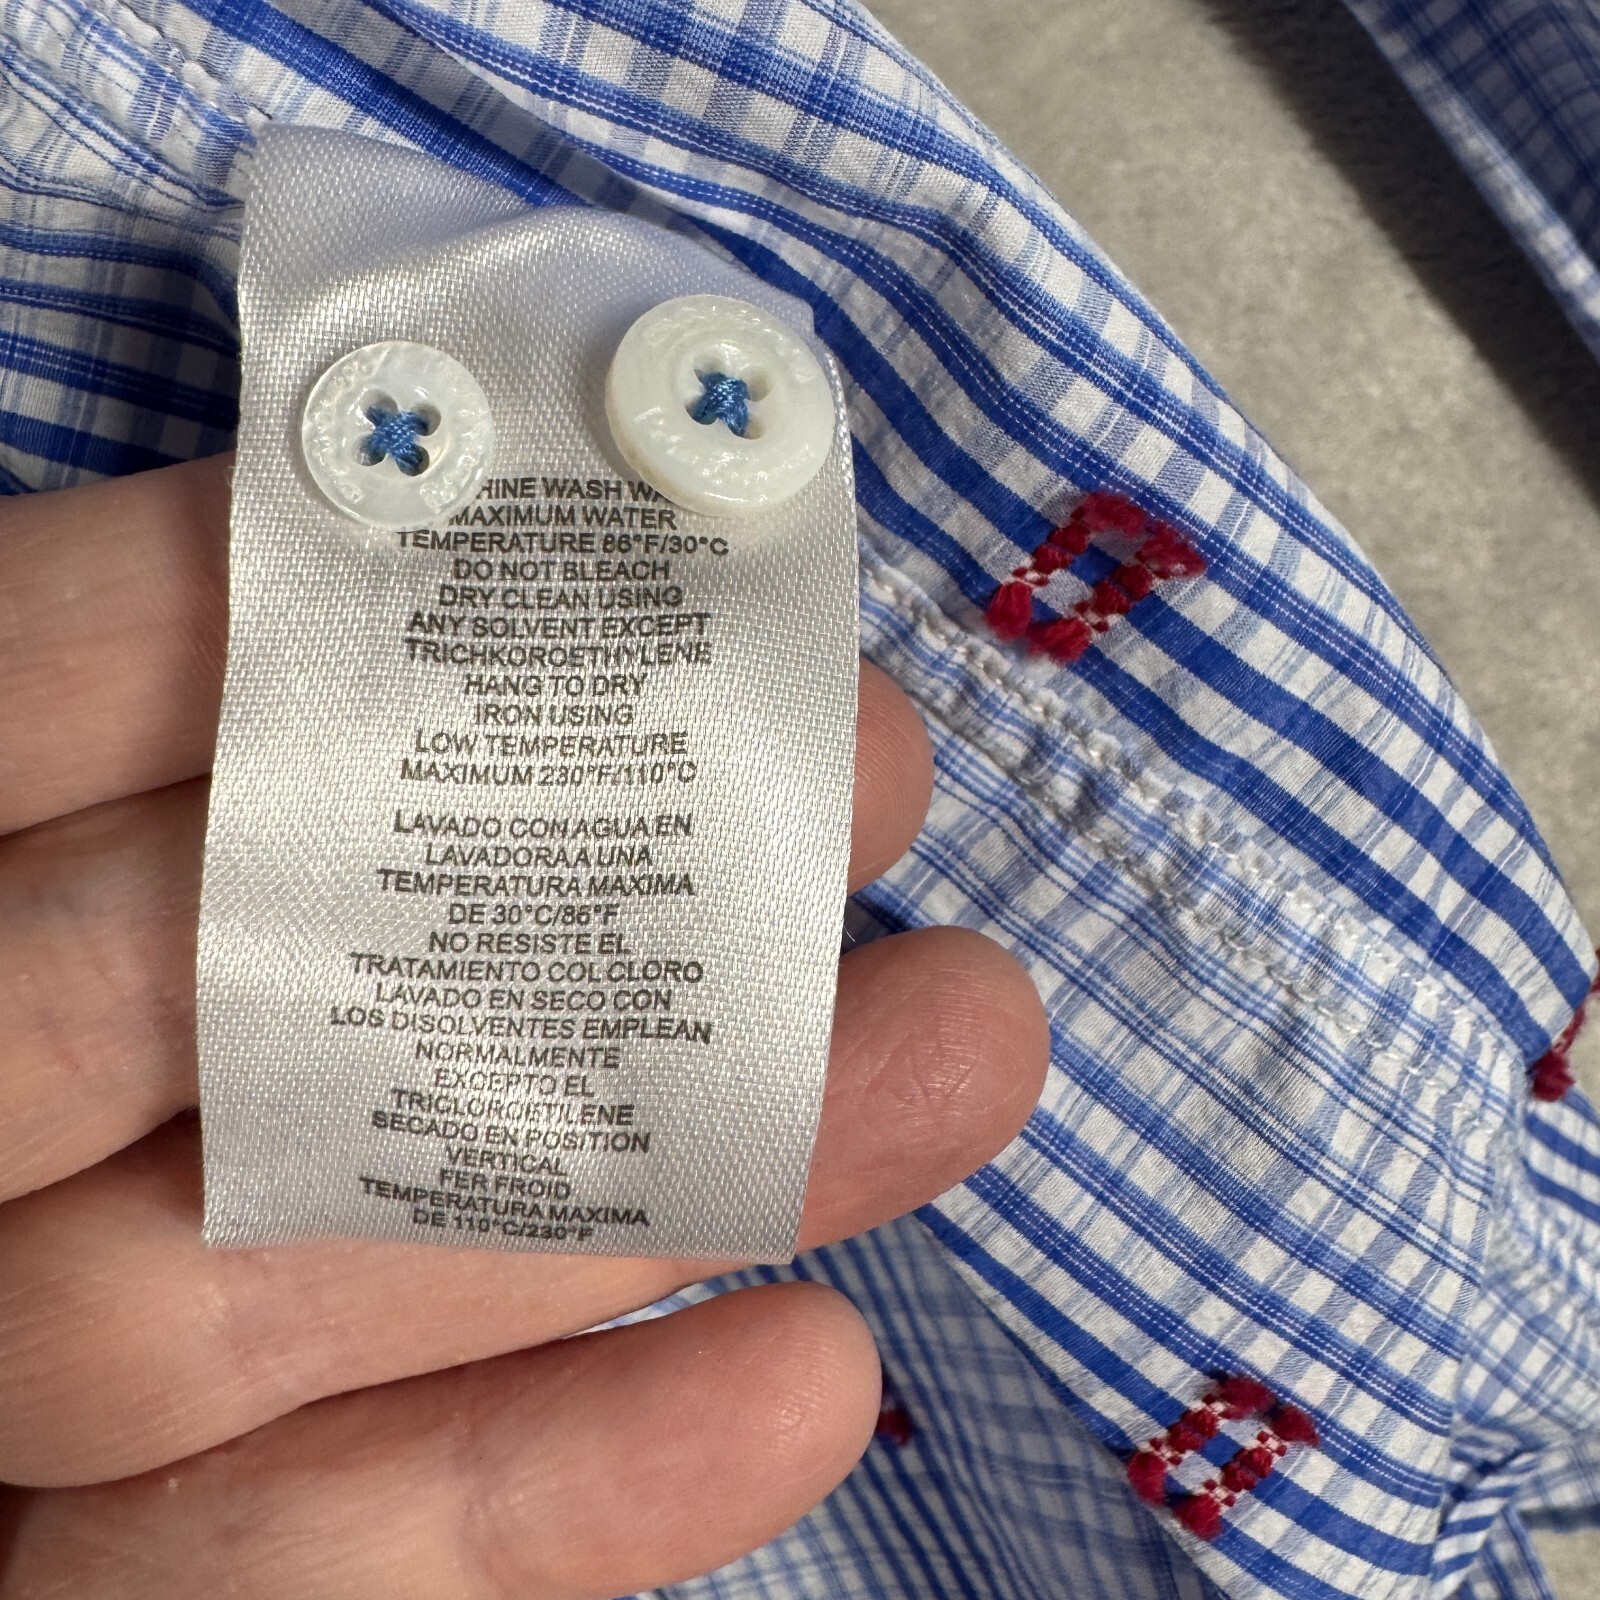 HINE WASH WA
MAXIMUM WATER
TEMPERATURE 86°F/30°C
DO NOT BLEACH
DRY CLEAN USING
ANY SOLVENT EXCEPT
TRICHKOROETHYLENE
HANG TO DRY
IRON USING
LOW TEMPERATURE
MAXIMUM 230°F/110°C
LAVADO CON AGUA EN
LAVADORA A UNA
TEMPERATURA MAXIMA
DE 30°C/86°F
NO RESISTE EL
TRATAMIENTO COL CLORO
LAVADO EN SECO CON
LOS DISOLVENTES EMPLEAN
NORMALMENTE
EXCEPTO EL
TRICLOROETILENE
SECADO EN POSITION
VERTICAL
FER FROID
TEMPERATURA MAXIMA
DE 110°C/230°F